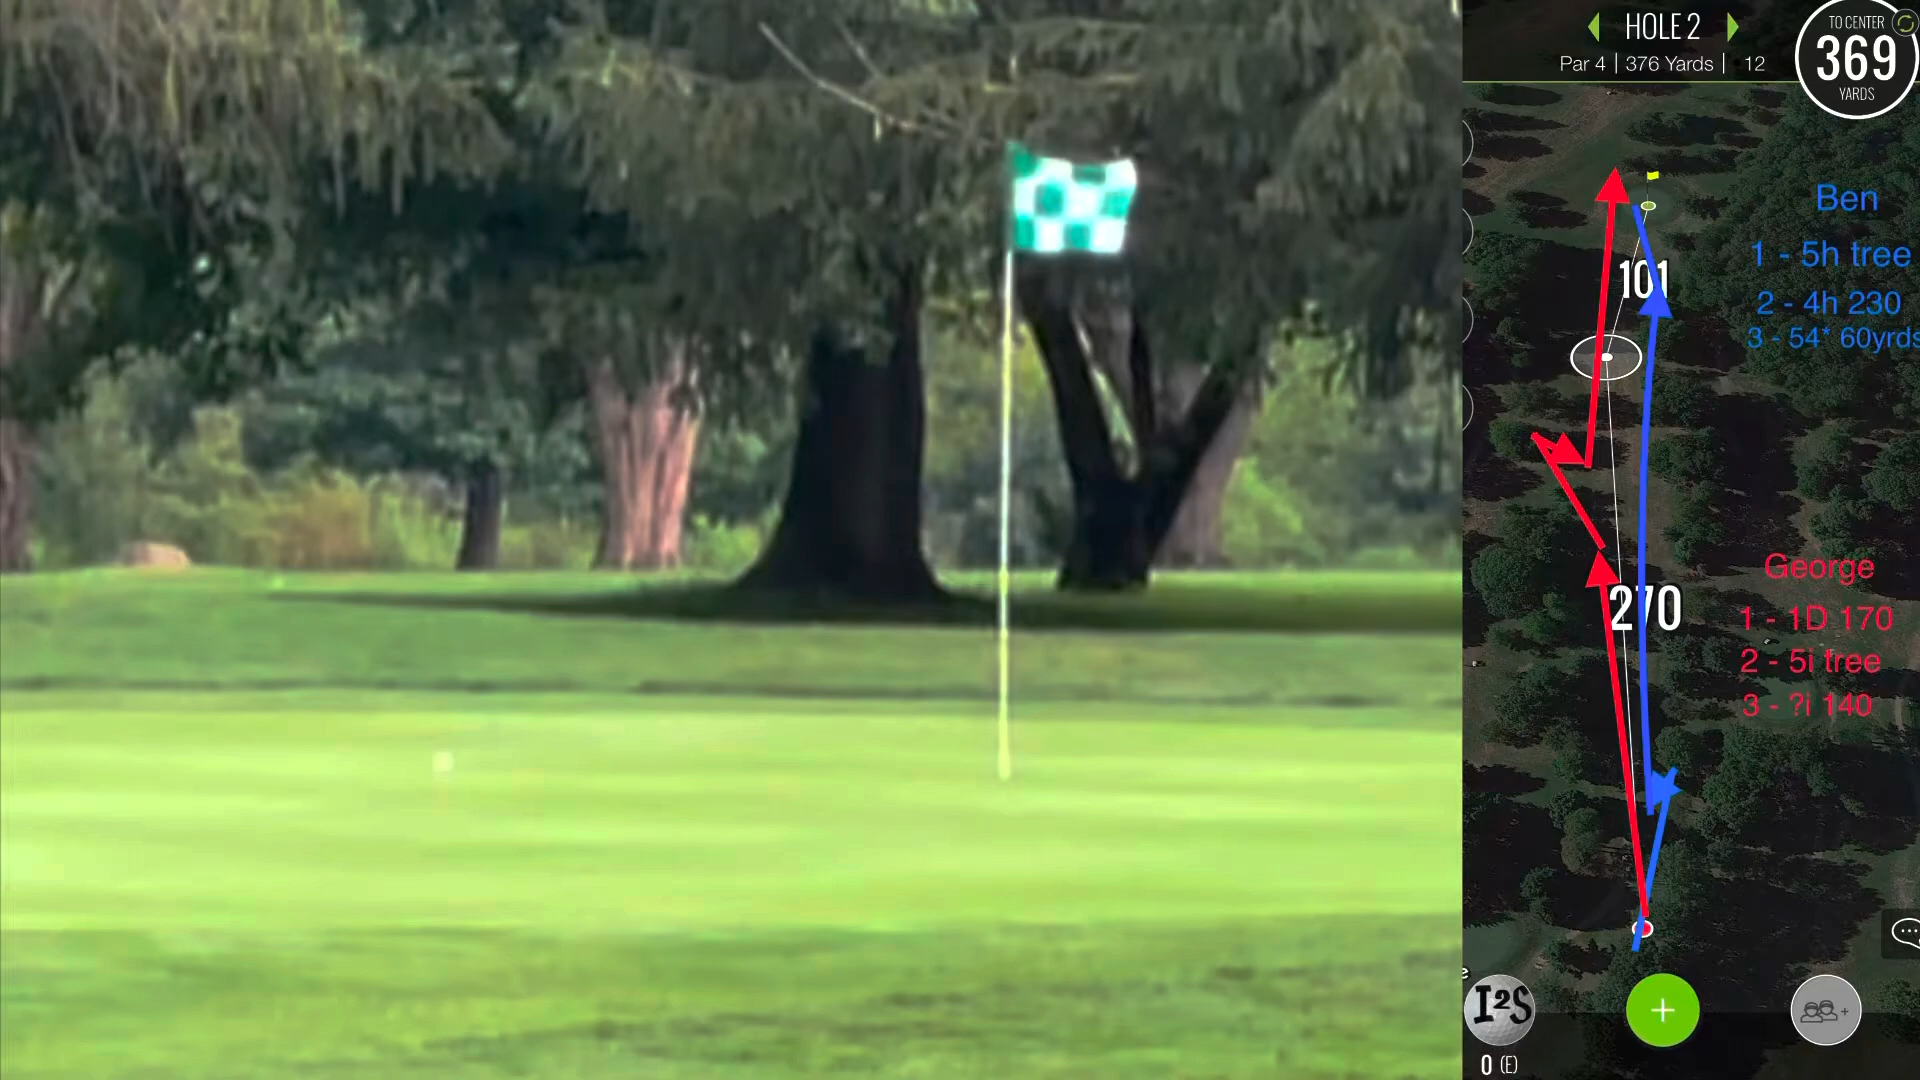 HOLE 2
Par 4 | 376 Yards | 12
TO CENTER
369
YARDS
Ben
1 - 5h tree
2 - 4h 230
3 - 54* 60yrds
101
George
270
1 - 1D 170
2 - 5i tree
3 - ?i 140
e
I²S
0 (E)